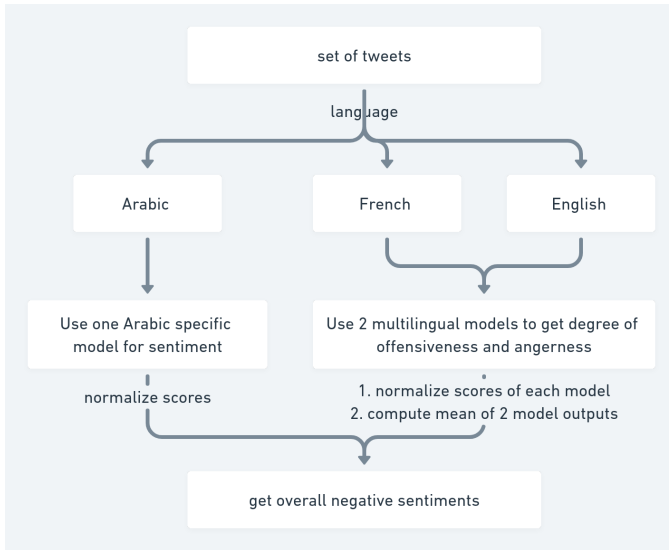 set of tweets
language
Arabic
French
English
Use one Arabic specific
model for sentiment
Use 2 multilingual models to get degree of
offensiveness and angerness
normalize scores
1. normalize scores of each model
2. compute mean of 2 model outputs
get overall negative sentiments